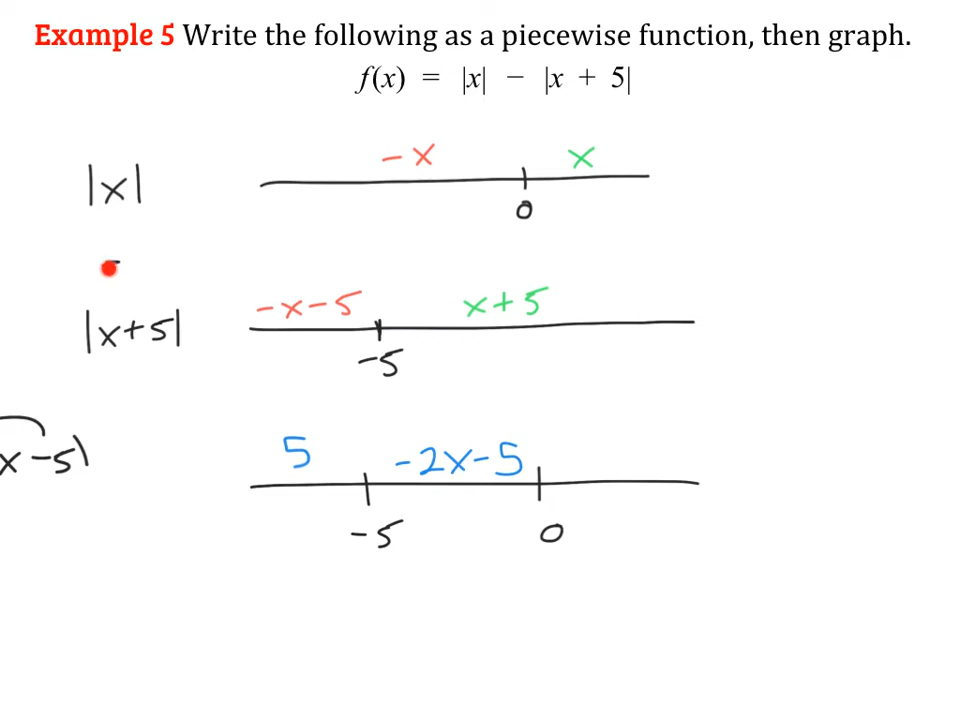 Example 5 Write the following as a piecewise function, then graph.
f(x) = |x| − |x + 5|
-x x
|x|
0
-x-5 x+5
|x+5|
-5
5 -2x-5
x-5)
-5 0